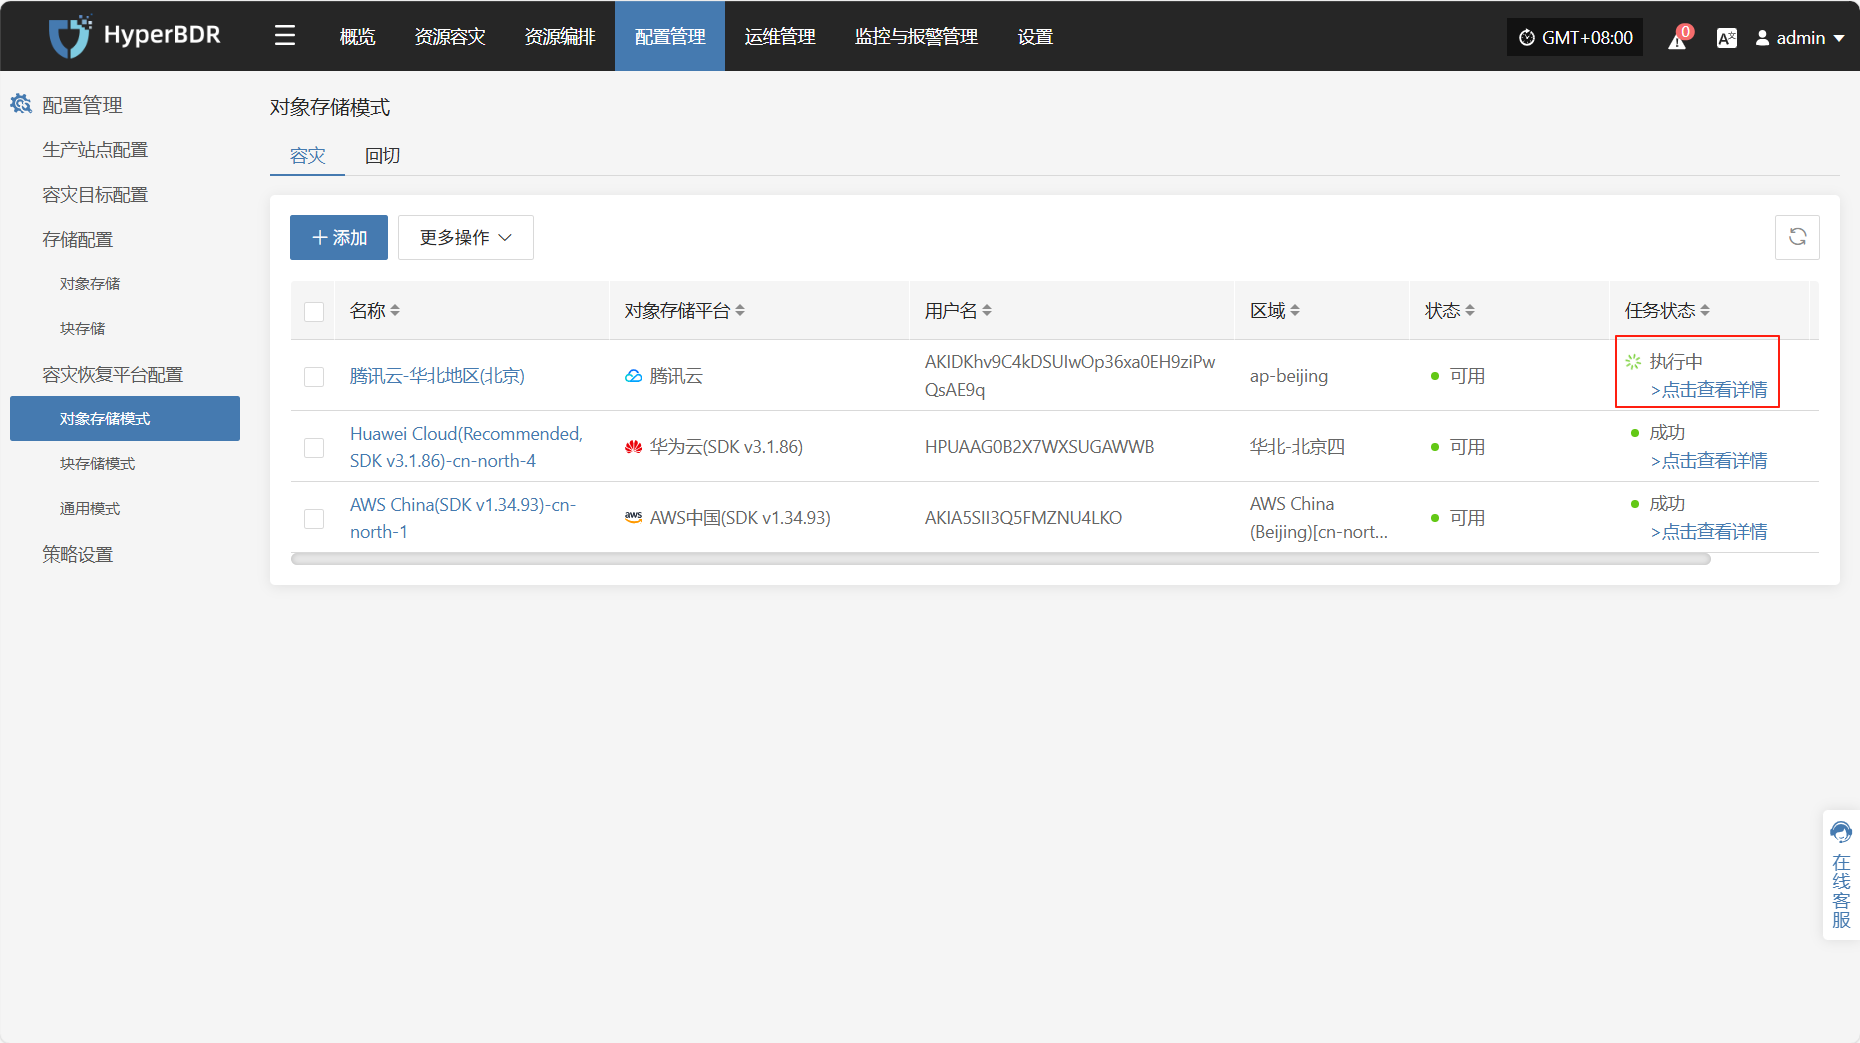 HyperBDR
概览
资源容灾
资源编排
配置管理
运维管理
监控与报警管理
设置
GMT+08:00
0
admin
配置管理
生产站点配置
容灾目标配置
存储配置
对象存储
块存储
容灾恢复平台配置
对象存储模式
块存储模式
通用模式
策略设置
对象存储模式
容灾
回切
添加
更多操作
名称
对象存储平台
用户名
区域
状态
任务状态
腾讯云-华北地区(北京)
腾讯云
AKIDKhv9C4kDSUIwOp36xa0EH9ziPw
QsAE9q
ap-beijing
可用
执行中
>点击查看详情
Huawei Cloud(Recommended,
SDK v3.1.86)-cn-north-4
华为云(SDK v3.1.86)
HPUAAG0B2X7WXSUGAWWB
华北-北京四
可用
成功
>点击查看详情
AWS China(SDK v1.34.93)-cn-
north-1
aws
AWS中国(SDK v1.34.93)
AKIA5SII3Q5FMZNU4LKO
AWS China
(Beijing)[cn-nort...
可用
成功
>点击查看详情
在线客服